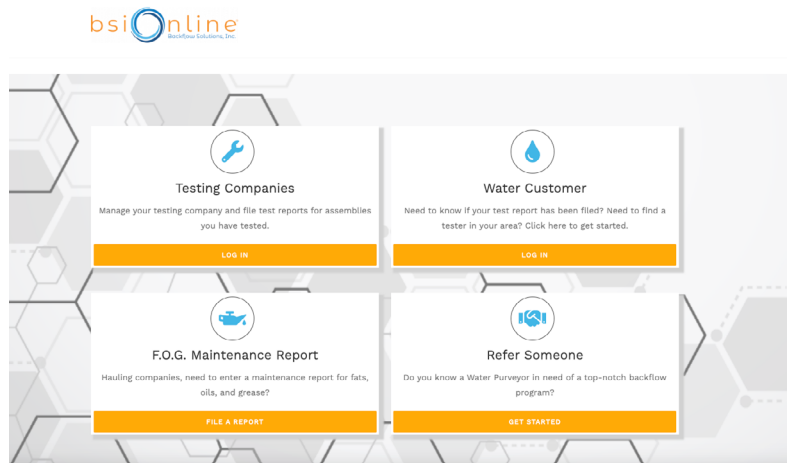 bsiOnline
Backflow Solutions, Inc.
Testing Companies
Manage your testing company and file test reports for assemblies
you have tested.
LOG IN
Water Customer
Need to know if your test report has been filed? Need to find a
tester in your area? Click here to get started.
LOG IN
F.O.G. Maintenance Report
Hauling companies, need to enter a maintenance report for fats,
oils, and grease?
FILE A REPORT
Refer Someone
Do you know a Water Purveyor in need of a top-notch backflow
program?
GET STARTED